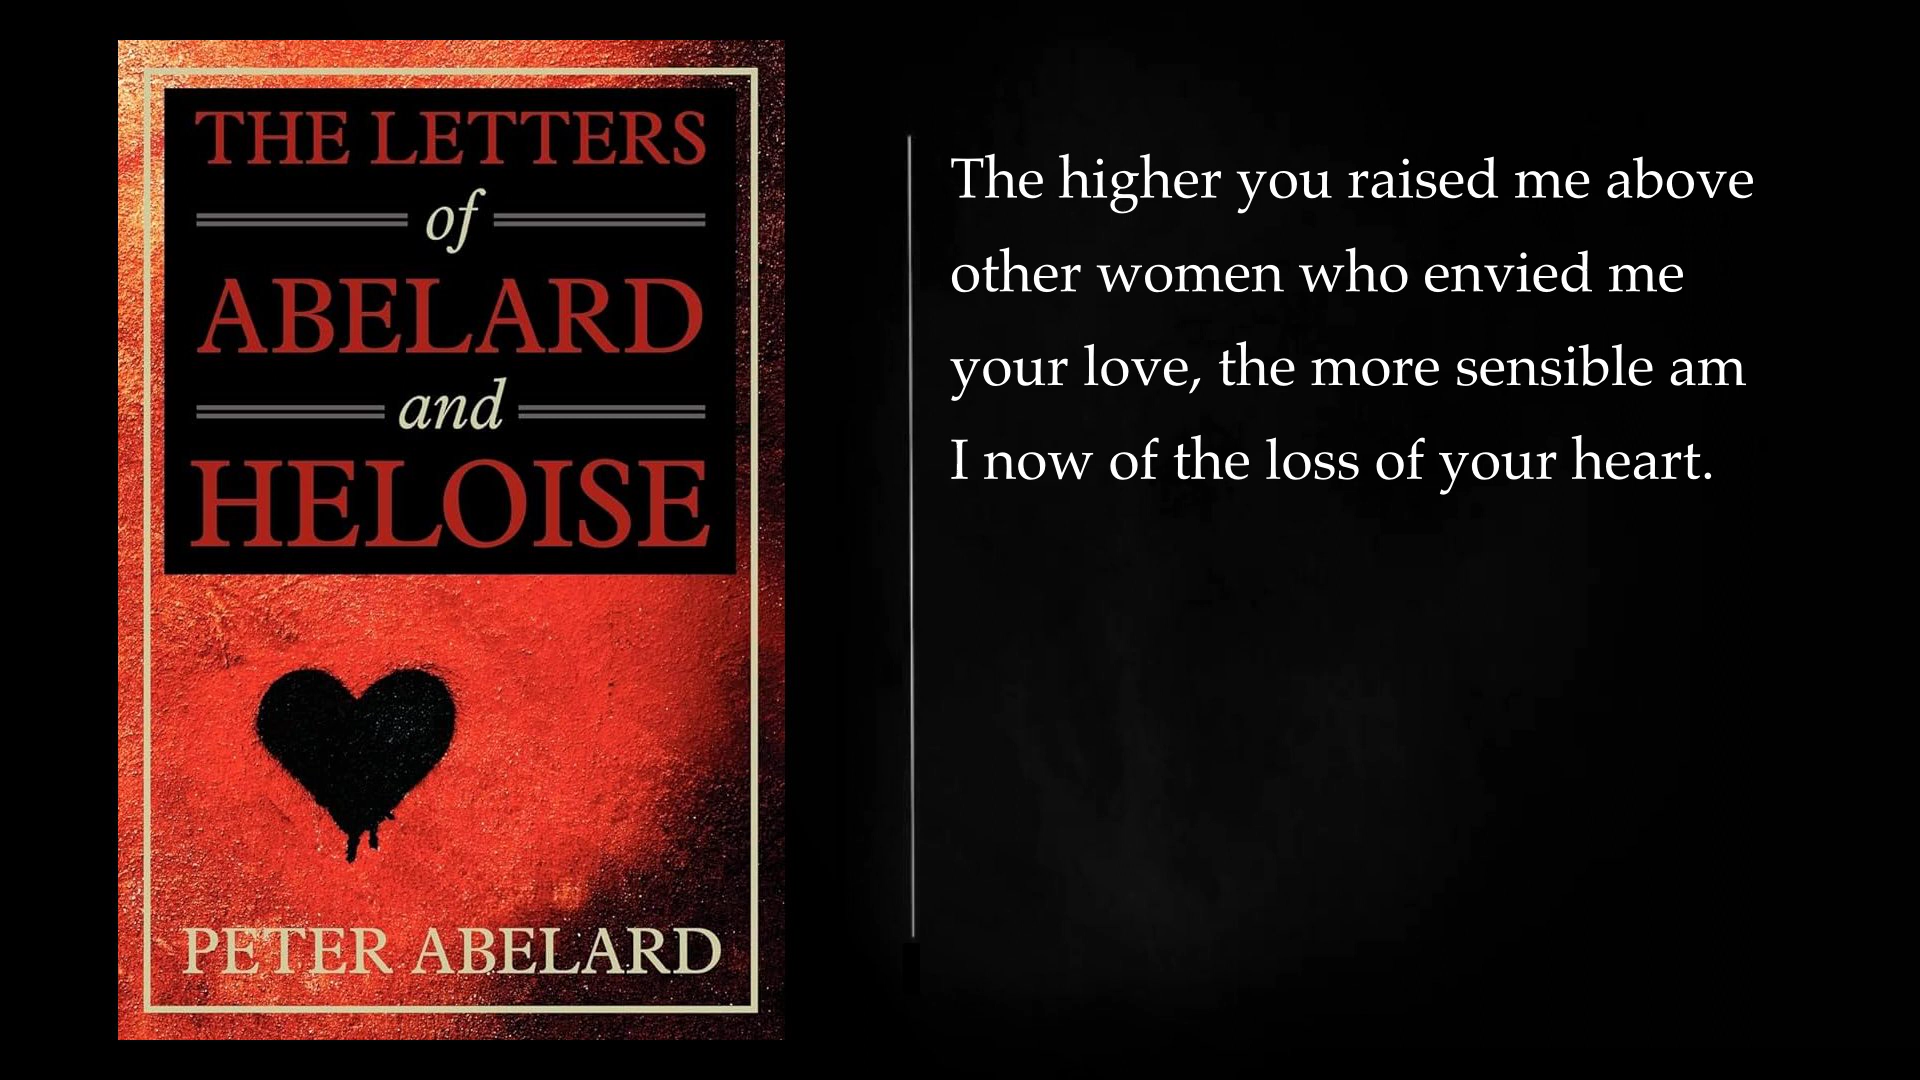 THE LETTERS
of
ABELARD
and
HELOISE
PETER ABELARD
The higher you raised me above
other women who envied me
your love, the more sensible am
I now of the loss of your heart.